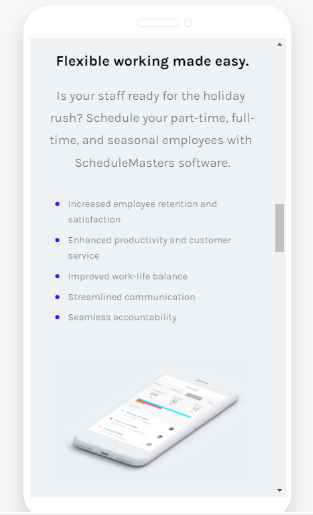 Flexible working made easy.
Is your staff ready for the holiday
rush? Schedule your part-time, full-
time, and seasonal employees with
ScheduleMasters software.
Increased employee retention and
satisfaction
Enhanced productivity and customer
service
Improved work-life balance
Streamlined communication
Seamless accountability